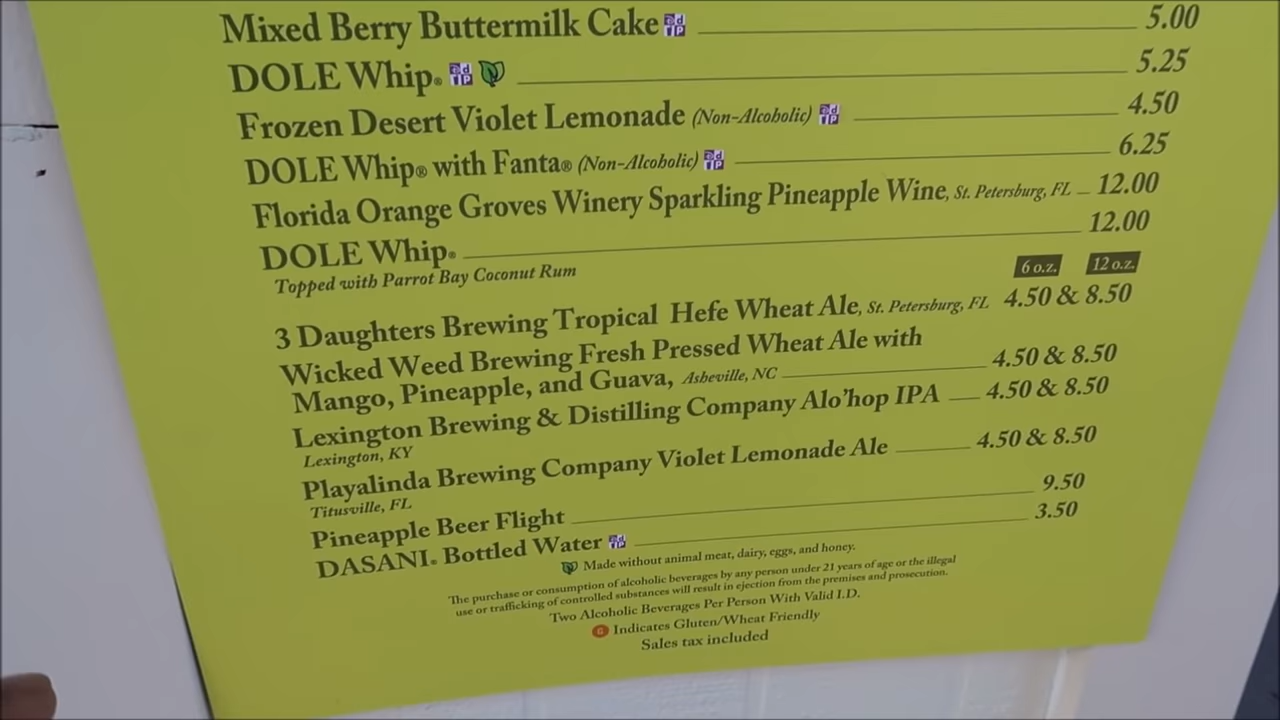 Mixed Berry Buttermilk Cake 5.00
DOLE Whip® 5.25
Frozen Desert Violet Lemonade (Non-Alcoholic) 4.50
DOLE Whip® with Fanta® (Non-Alcoholic) 6.25
Florida Orange Groves Winery Sparkling Pineapple Wine, St. Petersburg, FL 12.00
DOLE Whip® 12.00
Topped with Parrot Bay Coconut Rum
6 o.z. 12 o.z.
3 Daughters Brewing Tropical Hefe Wheat Ale, St. Petersburg, FL 4.50 & 8.50
Wicked Weed Brewing Fresh Pressed Wheat Ale with
Mango, Pineapple, and Guava, Asheville, NC 4.50 & 8.50
Lexington Brewing & Distilling Company Alo'hop IPA 4.50 & 8.50
Lexington, KY
Playalinda Brewing Company Violet Lemonade Ale 4.50 & 8.50
Titusville, FL
Pineapple Beer Flight 9.50
DASANI® Bottled Water 3.50
Made without animal meat, dairy, eggs, and honey.
The purchase or consumption of alcoholic beverages by any person under 21 years of age or the illegal
use or trafficking of controlled substances will result in ejection from the premises and prosecution.
Two Alcoholic Beverages Per Person With Valid I.D.
G Indicates Gluten/Wheat Friendly
Sales tax included